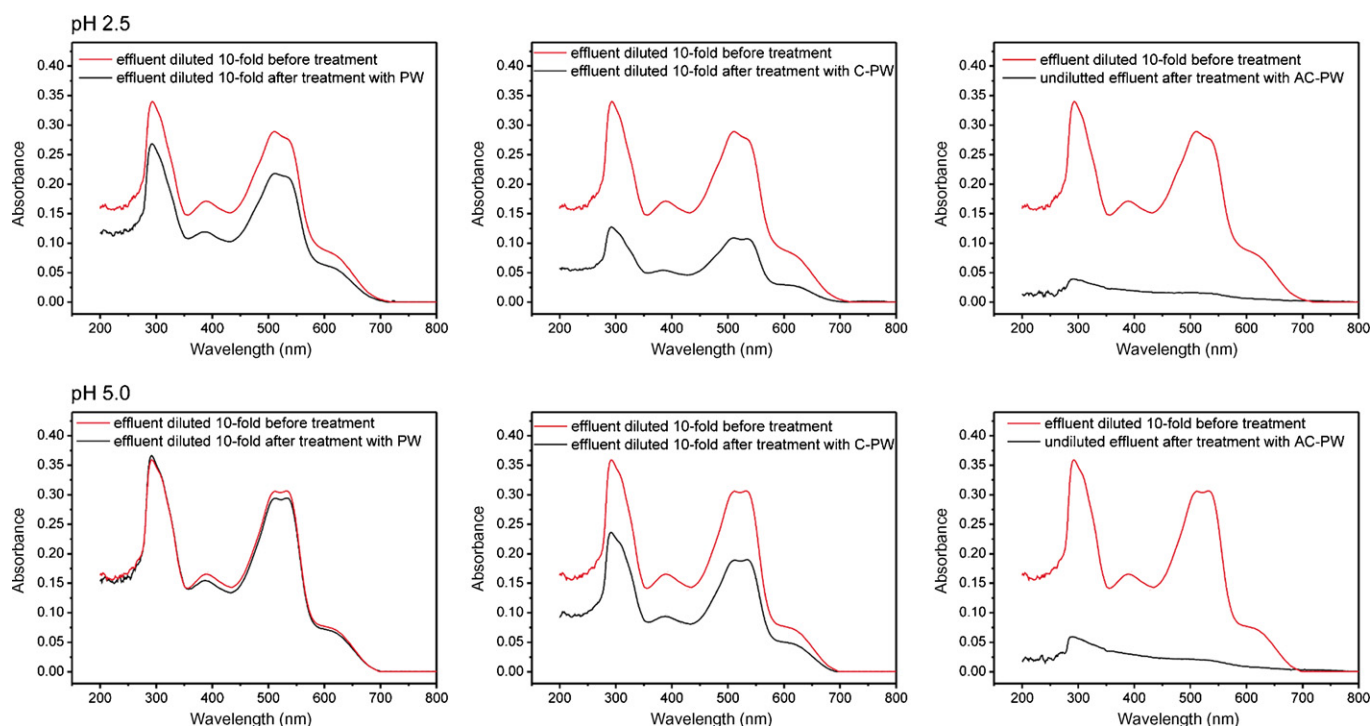 pH 2.5
effluent diluted 10-fold before treatment
effluent diluted 10-fold after treatment with PW
Absorbance
0.40
0.35
0.30
0.25
0.20
0.15
0.10
0.05
0.00
200 300 400 500 600 700 800
Wavelength (nm)
effluent diluted 10-fold before treatment
effluent diluted 10-fold after treatment with C-PW
Absorbance
0.40
0.35
0.30
0.25
0.20
0.15
0.10
0.05
0.00
200 300 400 500 600 700 800
Wavelength (nm)
effluent diluted 10-fold before treatment
undilutted effluent after treatment with AC-PW
Absorbance
0.40
0.35
0.30
0.25
0.20
0.15
0.10
0.05
0.00
200 300 400 500 600 700 800
Wavelength (nm)
pH 5.0
effluent diluted 10-fold before treatment
effluent diluted 10-fold after treatment with PW
Absorbance
0.40
0.35
0.30
0.25
0.20
0.15
0.10
0.05
0.00
200 300 400 500 600 700 800
Wavelength (nm)
effluent diluted 10-fold before treatment
effluent diluted 10-fold after treatment with C-PW
Absorbance
0.40
0.35
0.30
0.25
0.20
0.15
0.10
0.05
0.00
200 300 400 500 600 700 800
Wavelength (nm)
effluent diluted 10-fold before treatment
undiluted effluent after treatment with AC-PW
Absorbance
0.40
0.35
0.30
0.25
0.20
0.15
0.10
0.05
0.00
200 300 400 500 600 700 800
Wavelength (nm)